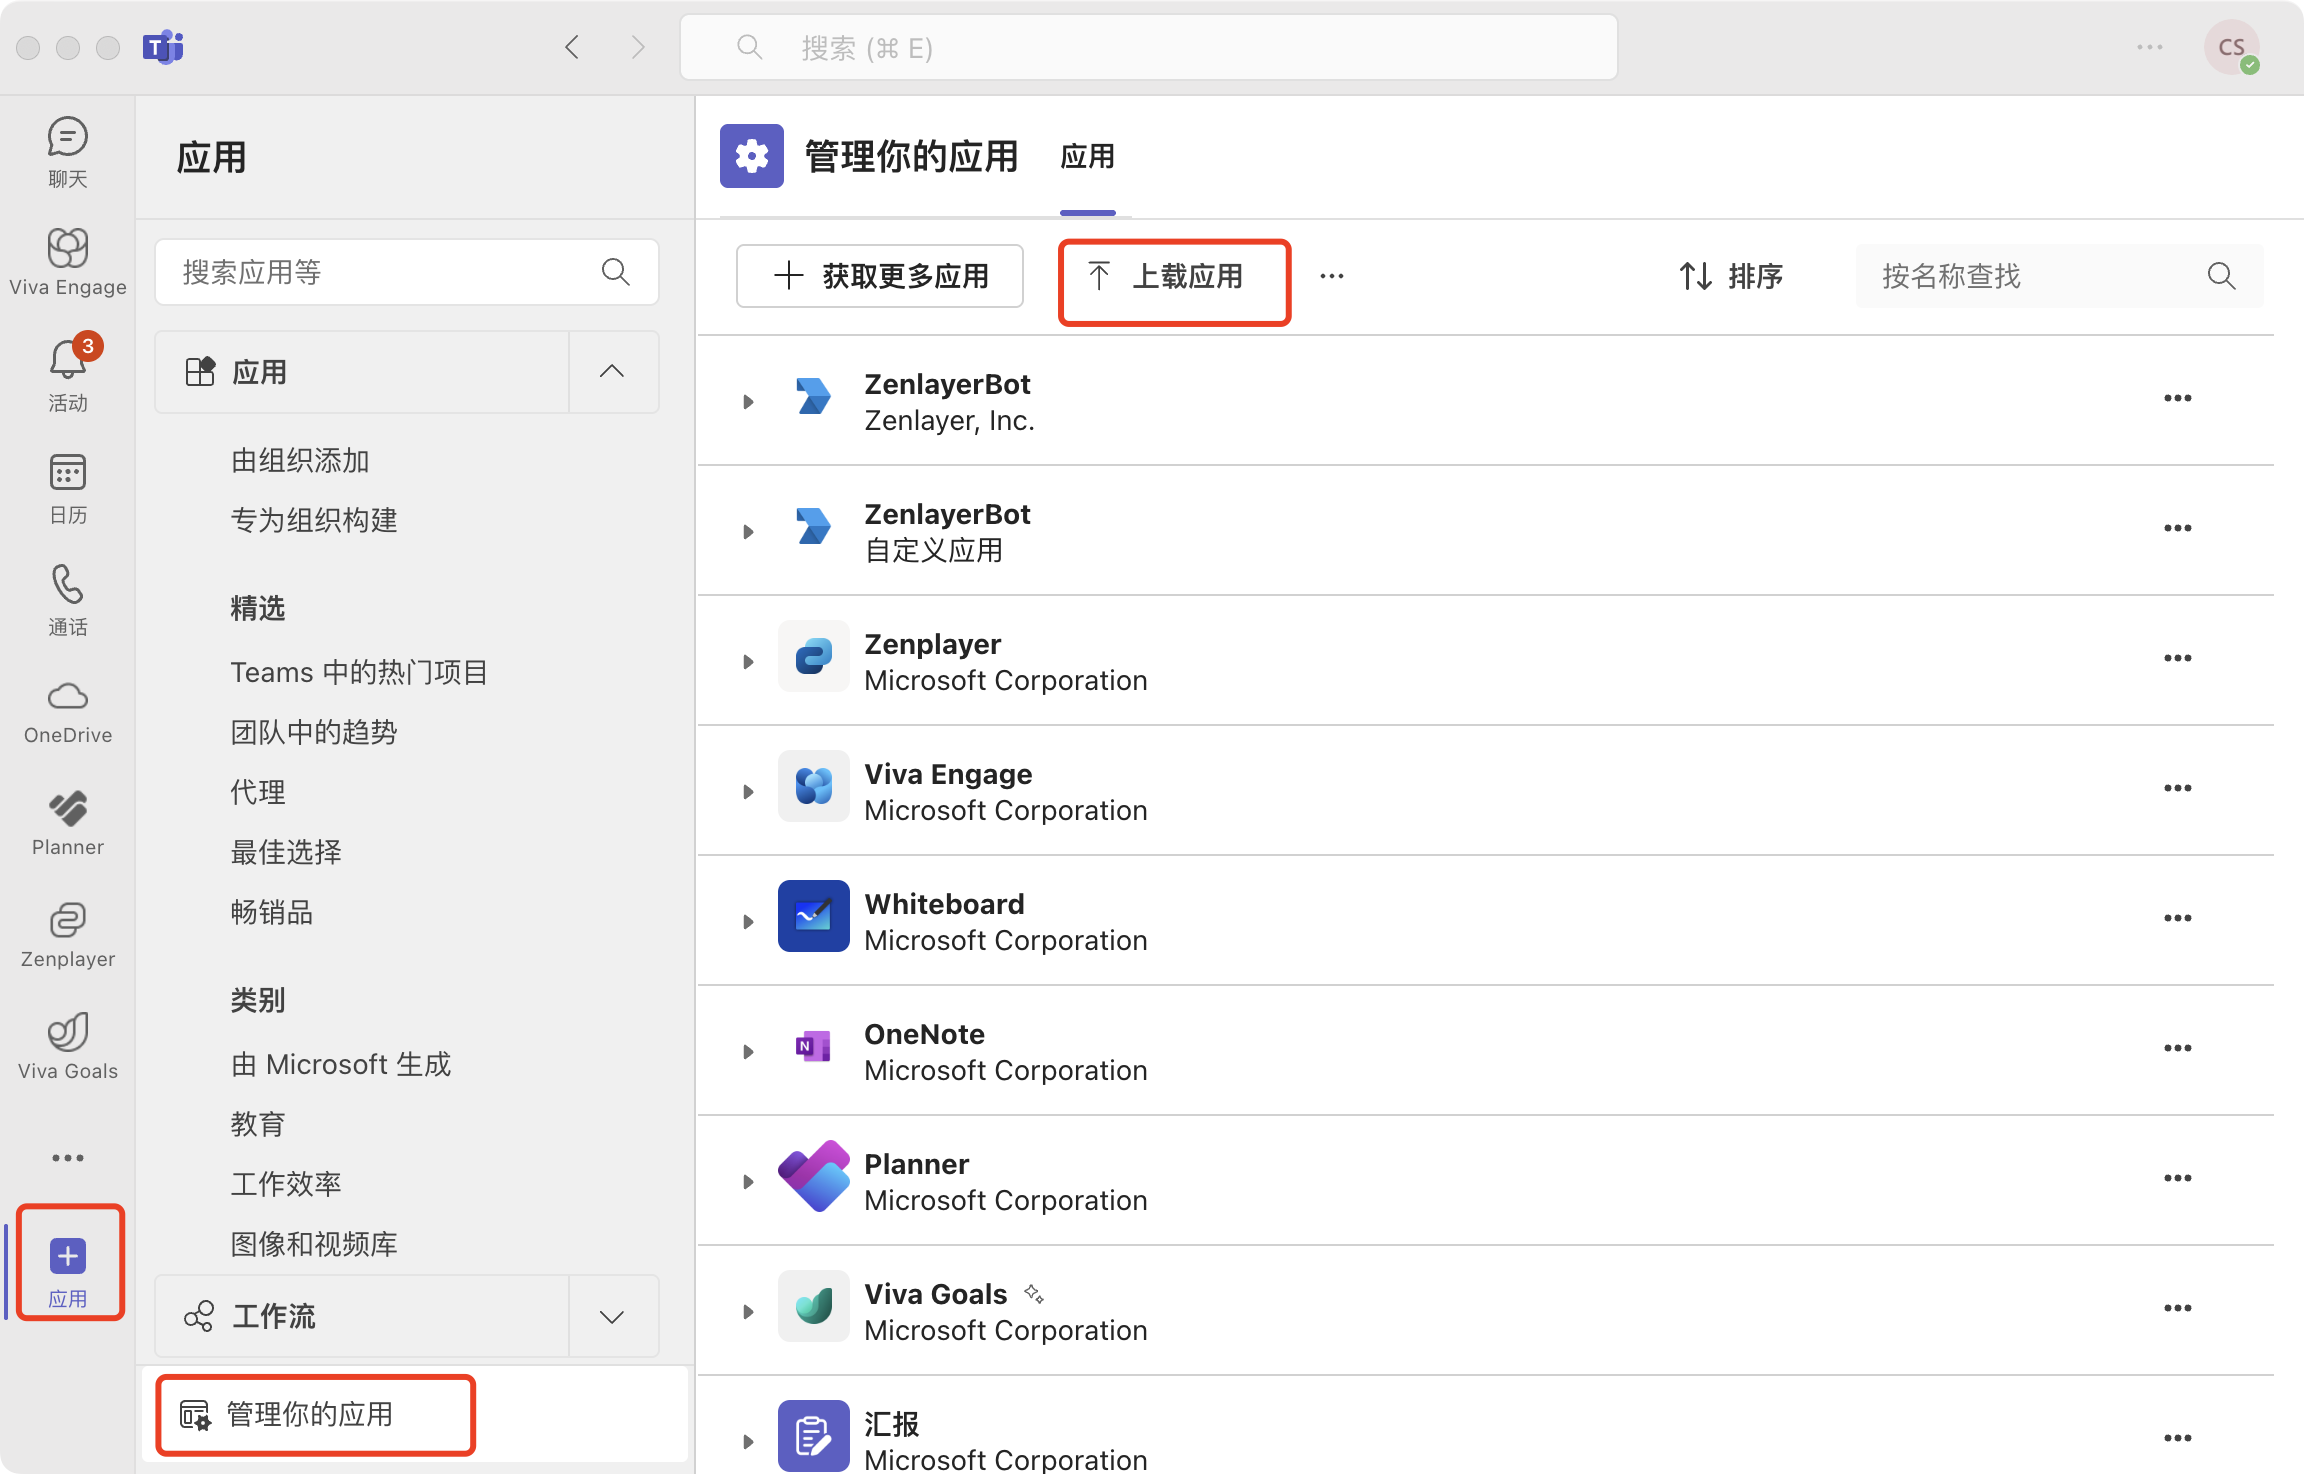 搜索 (⌘ E)
CS
聊天
Viva Engage
3
活动
日历
通话
OneDrive
Planner
Zenplayer
Viva Goals
应用
应用
搜索应用等
应用
由组织添加
专为组织构建
精选
Teams 中的热门项目
团队中的趋势
代理
最佳选择
畅销品
类别
由 Microsoft 生成
教育
工作效率
图像和视频库
工作流
管理你的应用
管理你的应用 应用
获取更多应用 上载应用 排序 按名称查找
ZenlayerBot
Zenlayer, Inc.
ZenlayerBot
自定义应用
Zenplayer
Microsoft Corporation
Viva Engage
Microsoft Corporation
Whiteboard
Microsoft Corporation
OneNote
Microsoft Corporation
Planner
Microsoft Corporation
Viva Goals
Microsoft Corporation
汇报
Microsoft Corporation